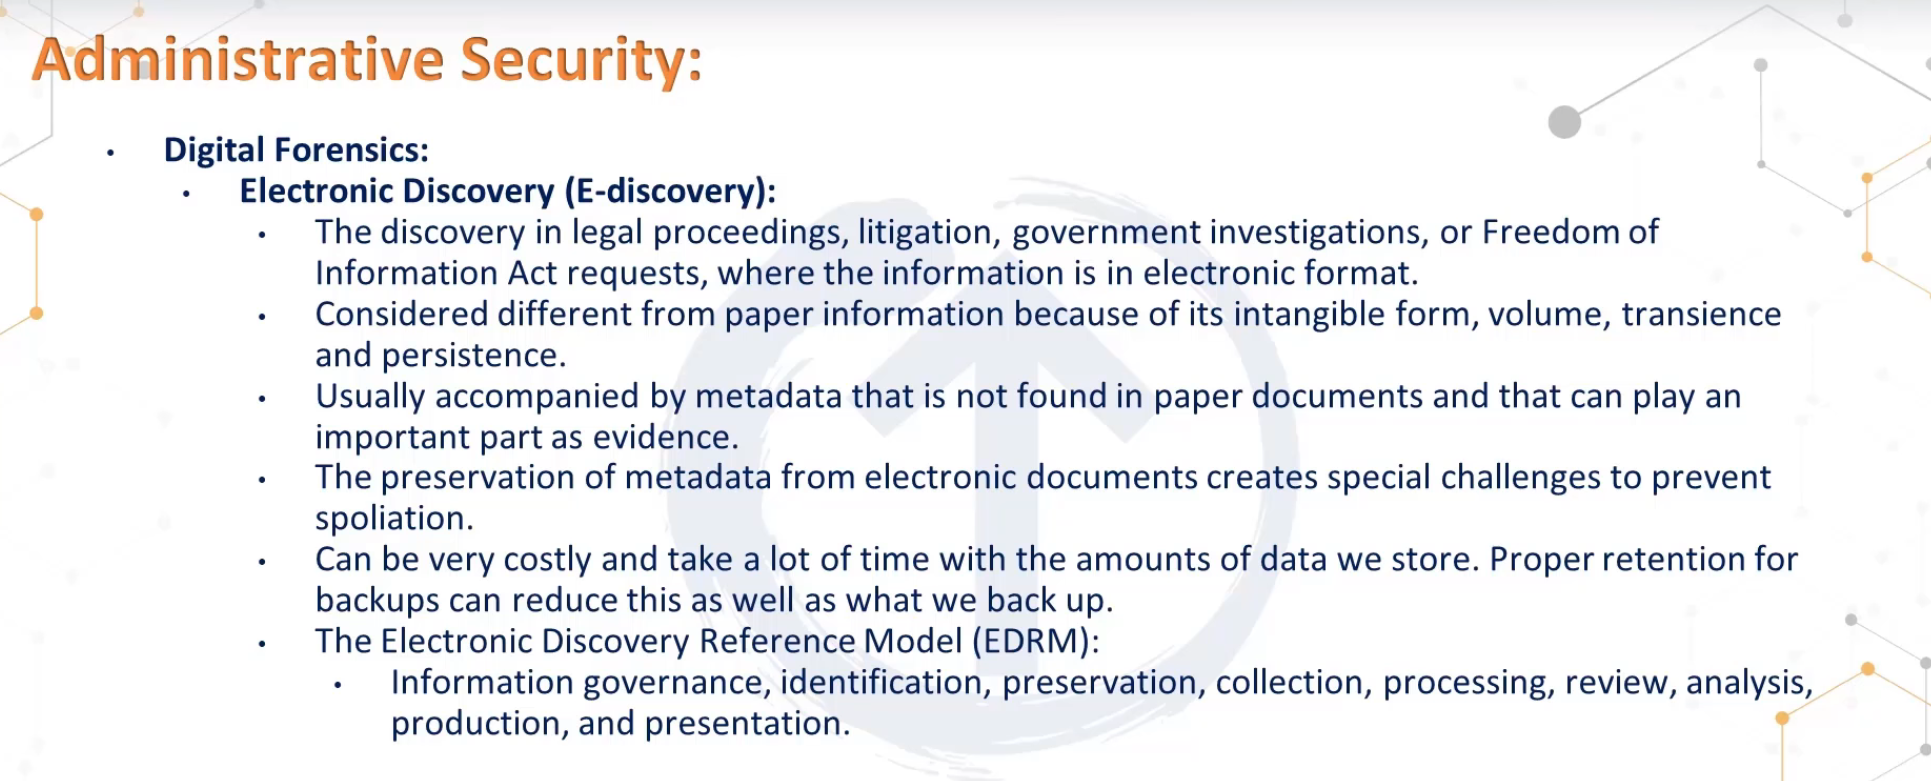 Administrative Security:
• Digital Forensics:
• Electronic Discovery (E-discovery):
• The discovery in legal proceedings, litigation, government investigations, or Freedom of
Information Act requests, where the information is in electronic format.
• Considered different from paper information because of its intangible form, volume, transience
and persistence.
• Usually accompanied by metadata that is not found in paper documents and that can play an
important part as evidence.
• The preservation of metadata from electronic documents creates special challenges to prevent
spoliation.
• Can be very costly and take a lot of time with the amounts of data we store. Proper retention for
backups can reduce this as well as what we back up.
• The Electronic Discovery Reference Model (EDRM):
• Information governance, identification, preservation, collection, processing, review, analysis,
production, and presentation.